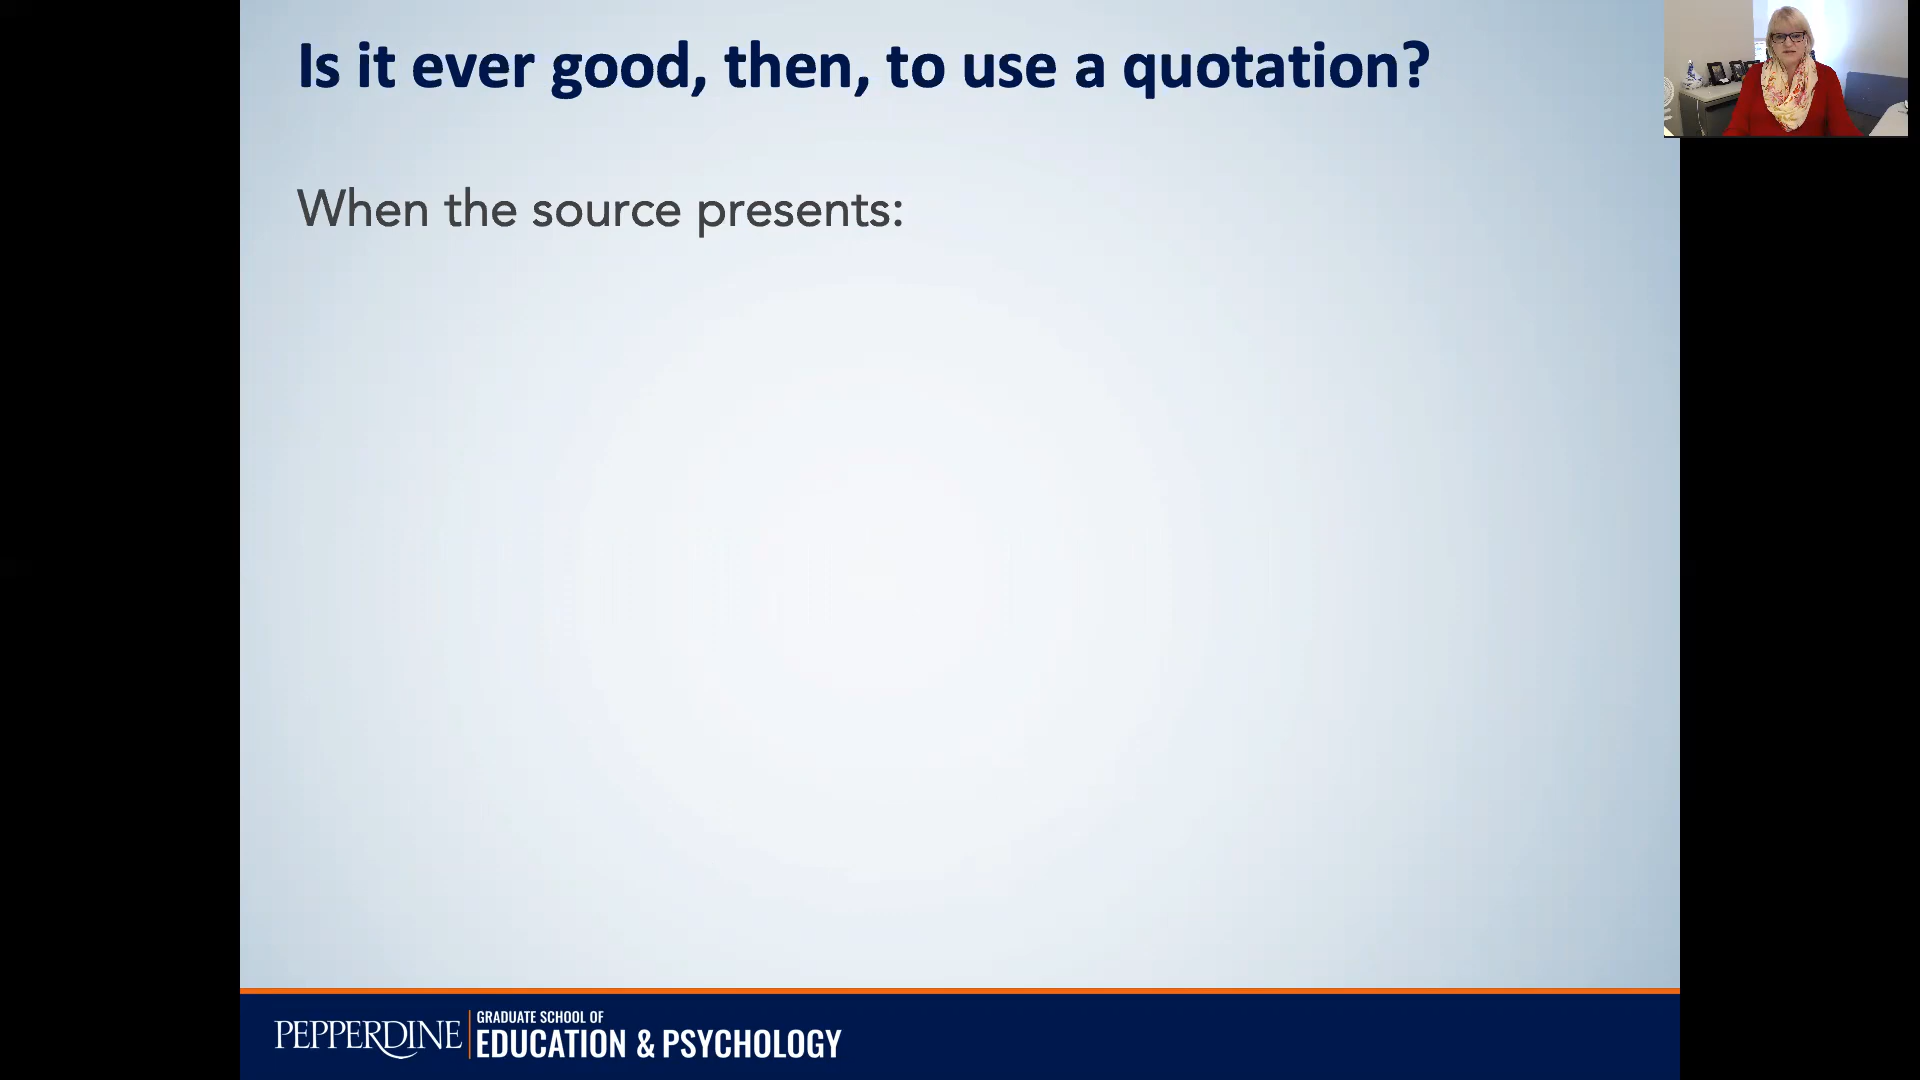 Is it ever good, then, to use a quotation?
When the source presents:
PEPPERDINE
GRADUATE SCHOOL OF
EDUCATION & PSYCHOLOGY